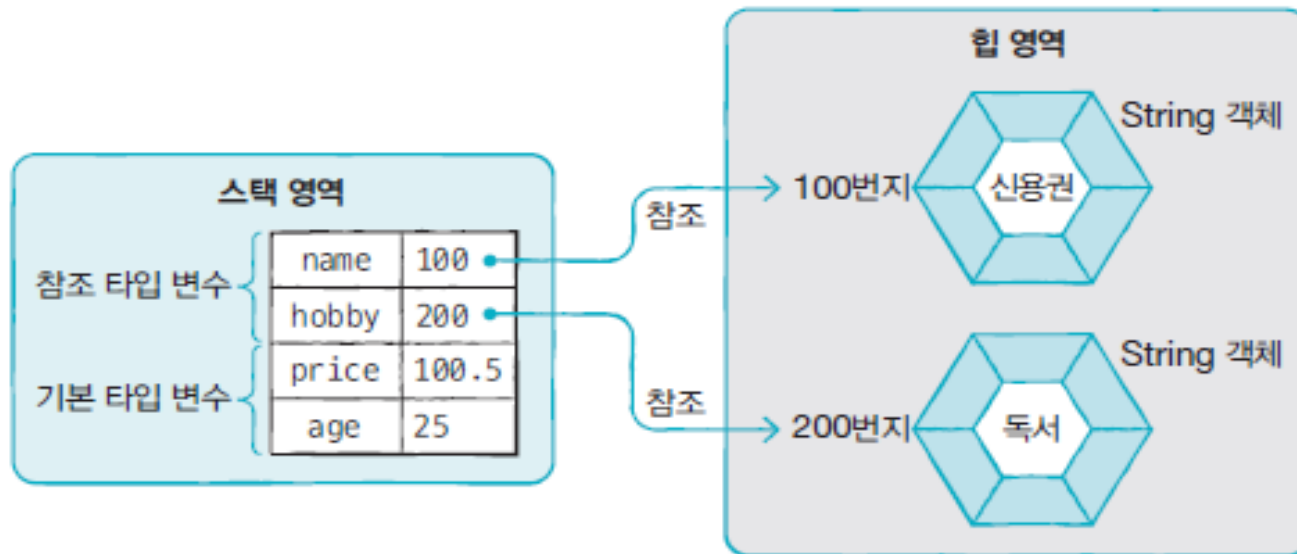 스택 영역
참조 타입 변수
name 100
hobby 200
기본 타입 변수
price 100.5
age 25
참조
참조
힙 영역
100번지
신용권
String 객체
200번지
독서
String 객체